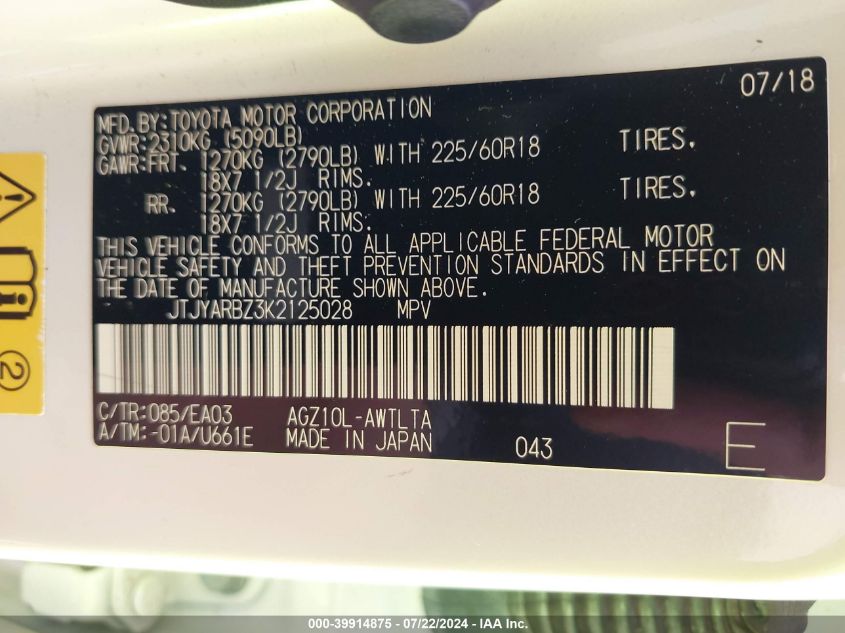 07/18
MFD.BY:TOYOTA MOTOR CORPORATION
GVWR:2310KG (5090LB)
GAWR:FRT. 1270KG (2790LB) WITH 225/60R18 TIRES.
18X7 1/2J RIMS.
RR. 1270KG (2790LB) WITH 225/60R18 TIRES.
18X7 1/2J RIMS.
THIS VEHICLE CONFORMS TO ALL APPLICABLE FEDERAL MOTOR
VEHICLE SAFETY AND THEFT PREVENTION STANDARDS IN EFFECT ON
THE DATE OF MANUFACTURE SHOWN ABOVE.
JTJYARBZ3K2125028 MPV
C/TR:085/EA03 AGZ10L-AWTLTA
A/TM:-01A/U661E MADE IN JAPAN 043 E
2
000-39914875 - 07/22/2024 - IAA Inc.